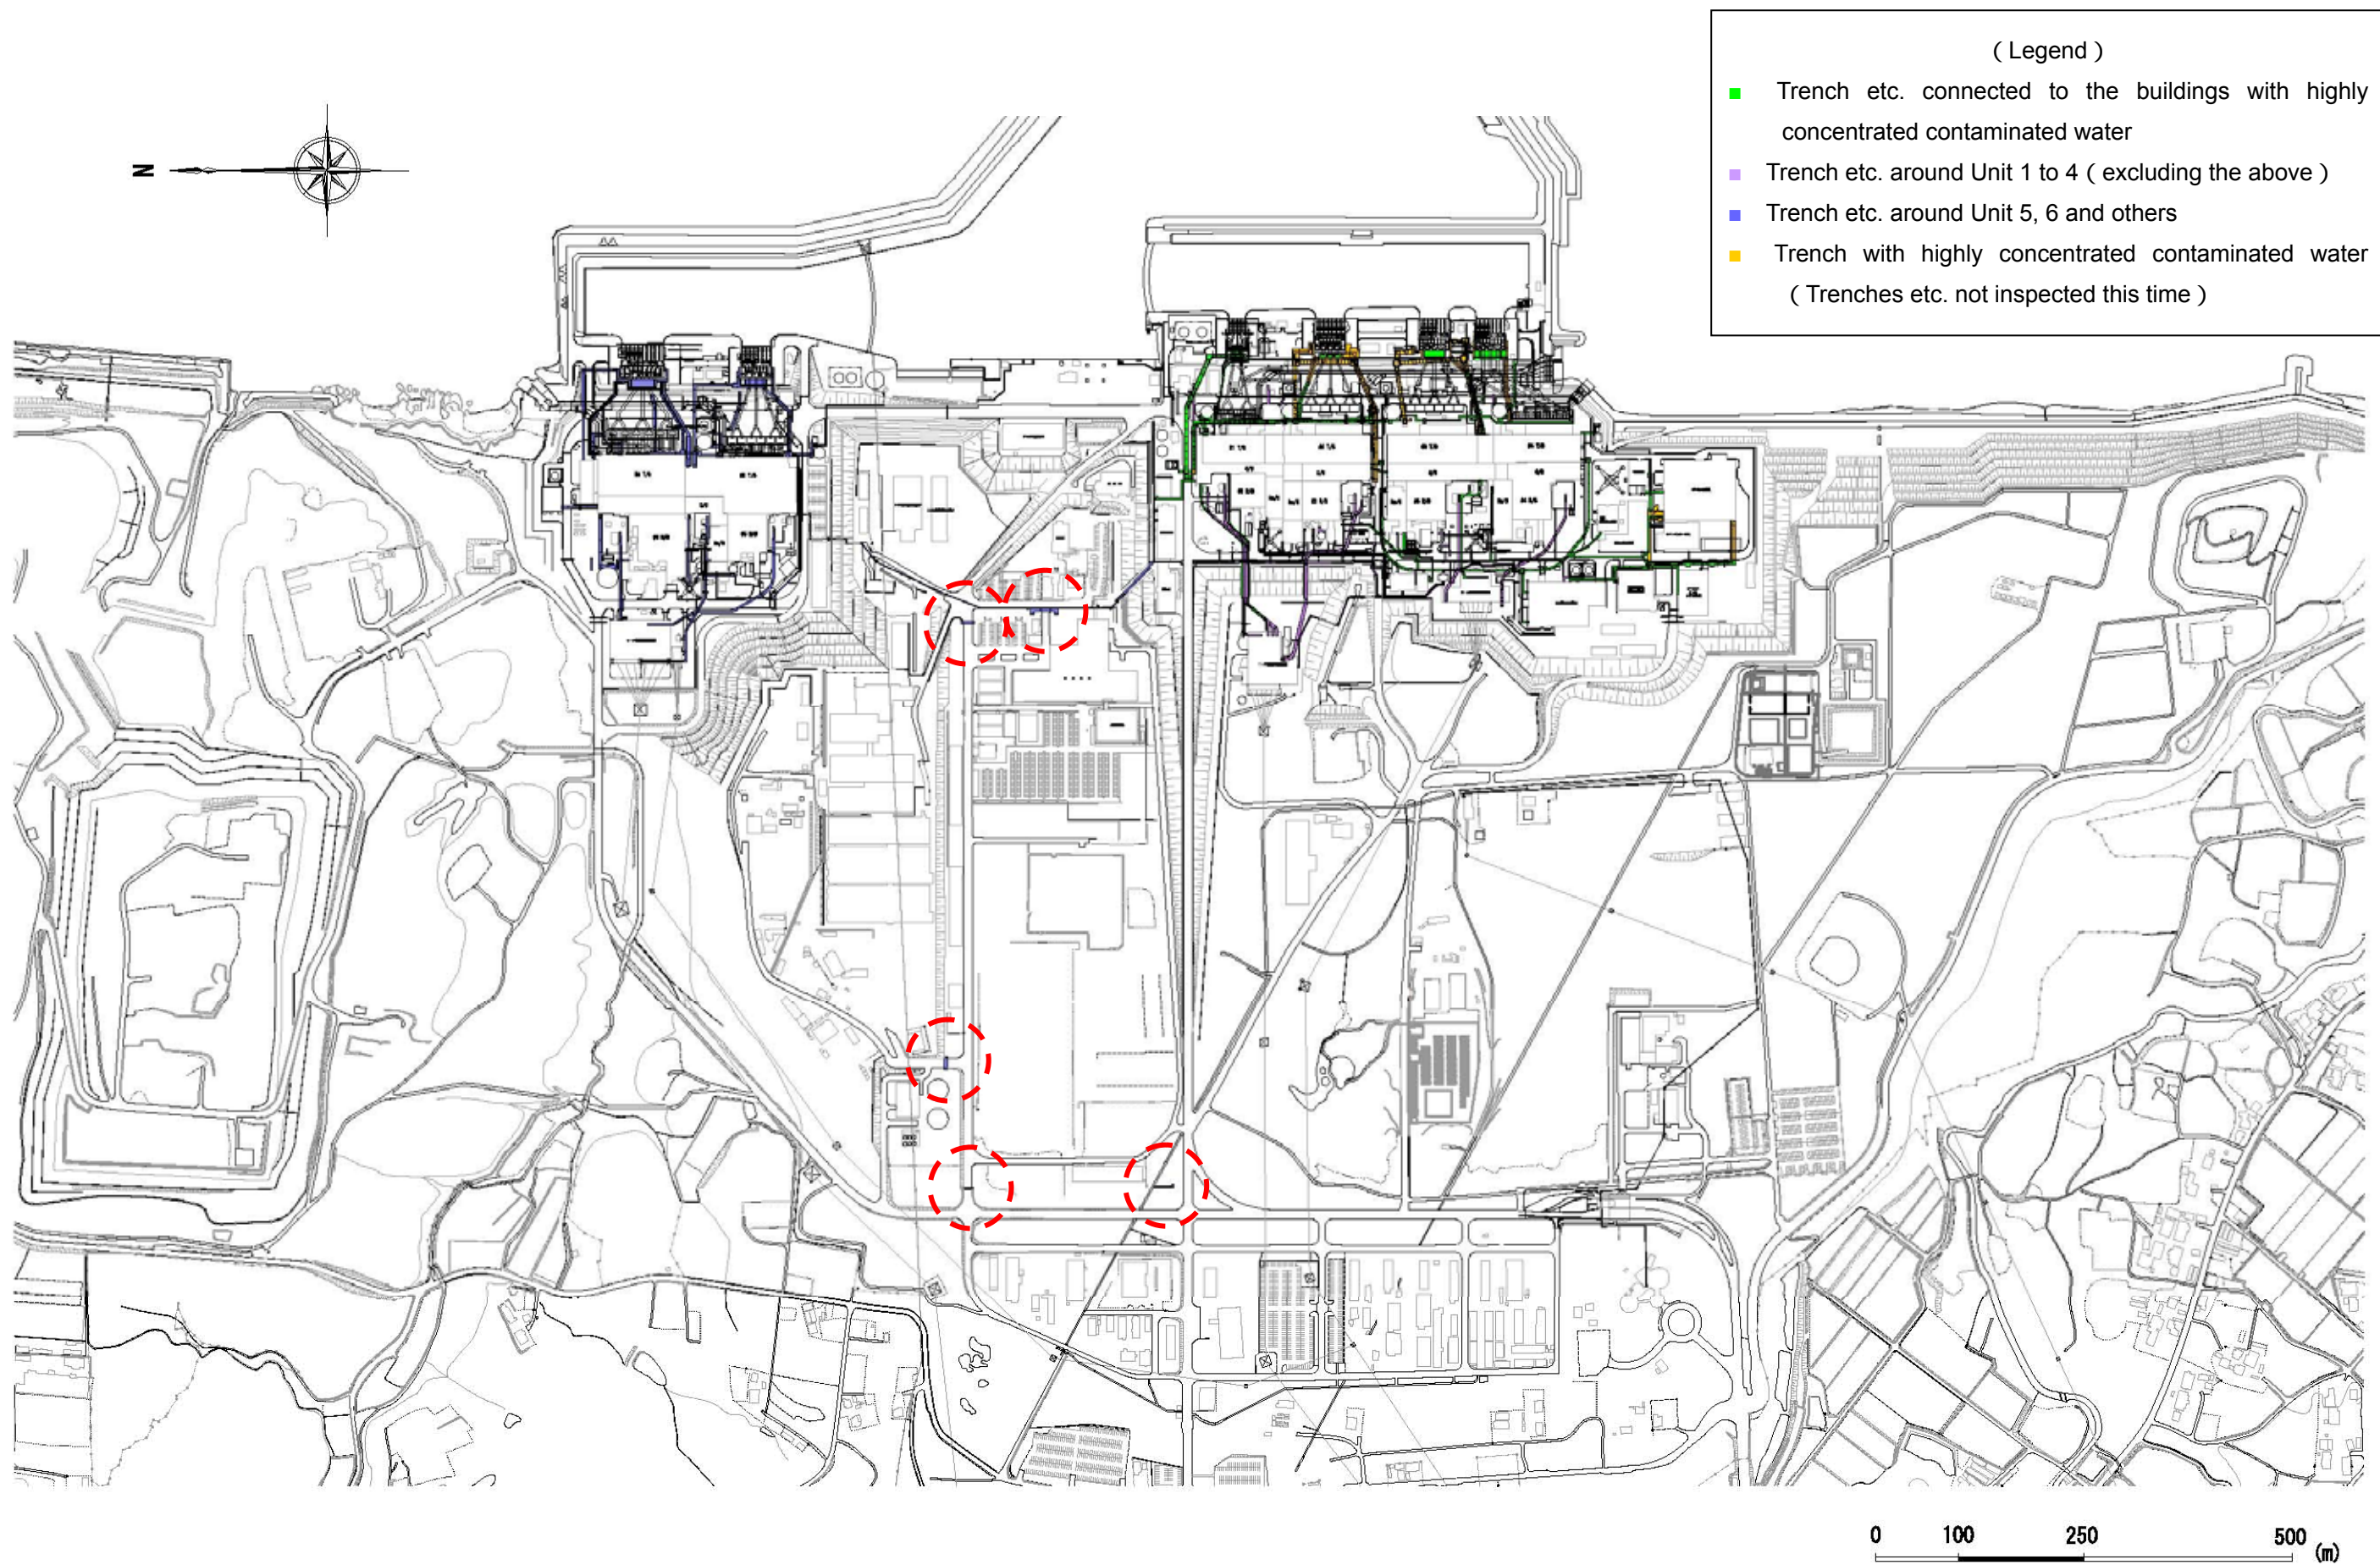 ( Legend )
Trench etc. connected to the buildings with highly
concentrated contaminated water
Trench etc. around Unit 1 to 4 ( excluding the above )
Trench etc. around Unit 5, 6 and others
Trench with highly concentrated contaminated water
( Trenches etc. not inspected this time )
N
0 100 250 500 (m)